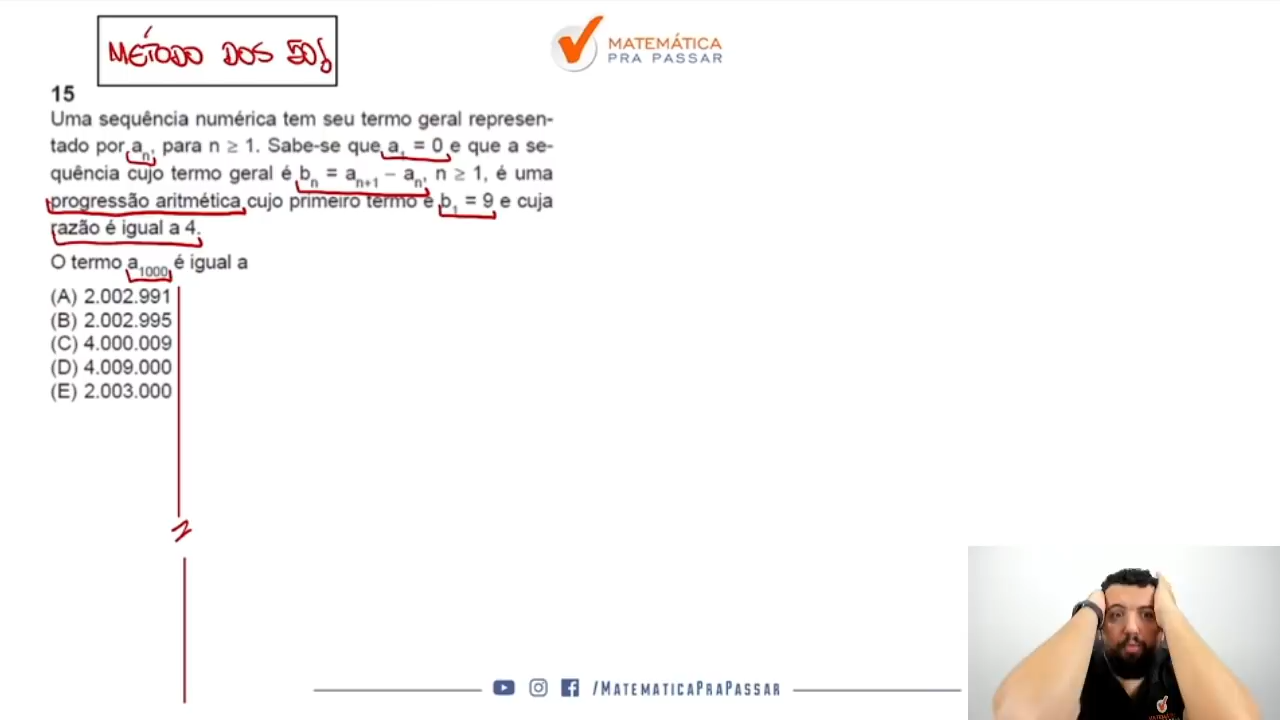 MÉTODO DOS 50!
MATEMÁTICA
PRA PASSAR
15
Uma sequência numérica tem seu termo geral represen-
tado por aₙ, para n ≥ 1. Sabe-se que a₁ = 0 e que a se-
quência cujo termo geral é bₙ = aₙ₊₁ – aₙ, n ≥ 1, é uma
progressão aritmética cujo primeiro termo é b₁ = 9 e cuja
razão é igual a 4.
O termo a₁₀₀₀ é igual a
(A) 2.002.991
(B) 2.002.995
(C) 4.000.009
(D) 4.009.000
(E) 2.003.000
/MATEMATICAPRAPASSAR